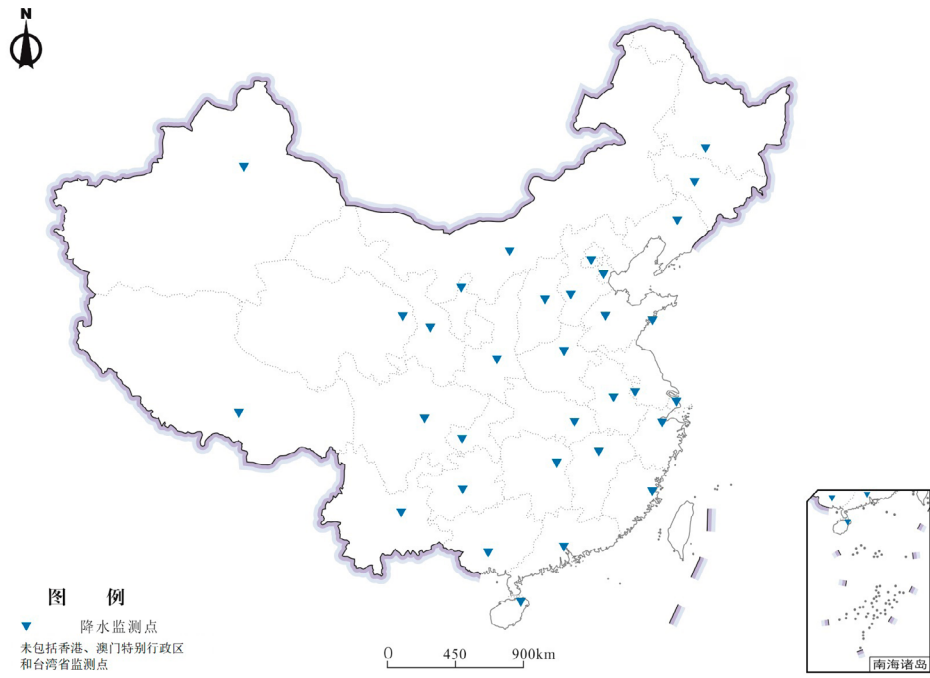 N
图 例
降水监测点
未包括香港、澳门特别行政区
和台湾省监测点
0 450 900km
南海诸岛